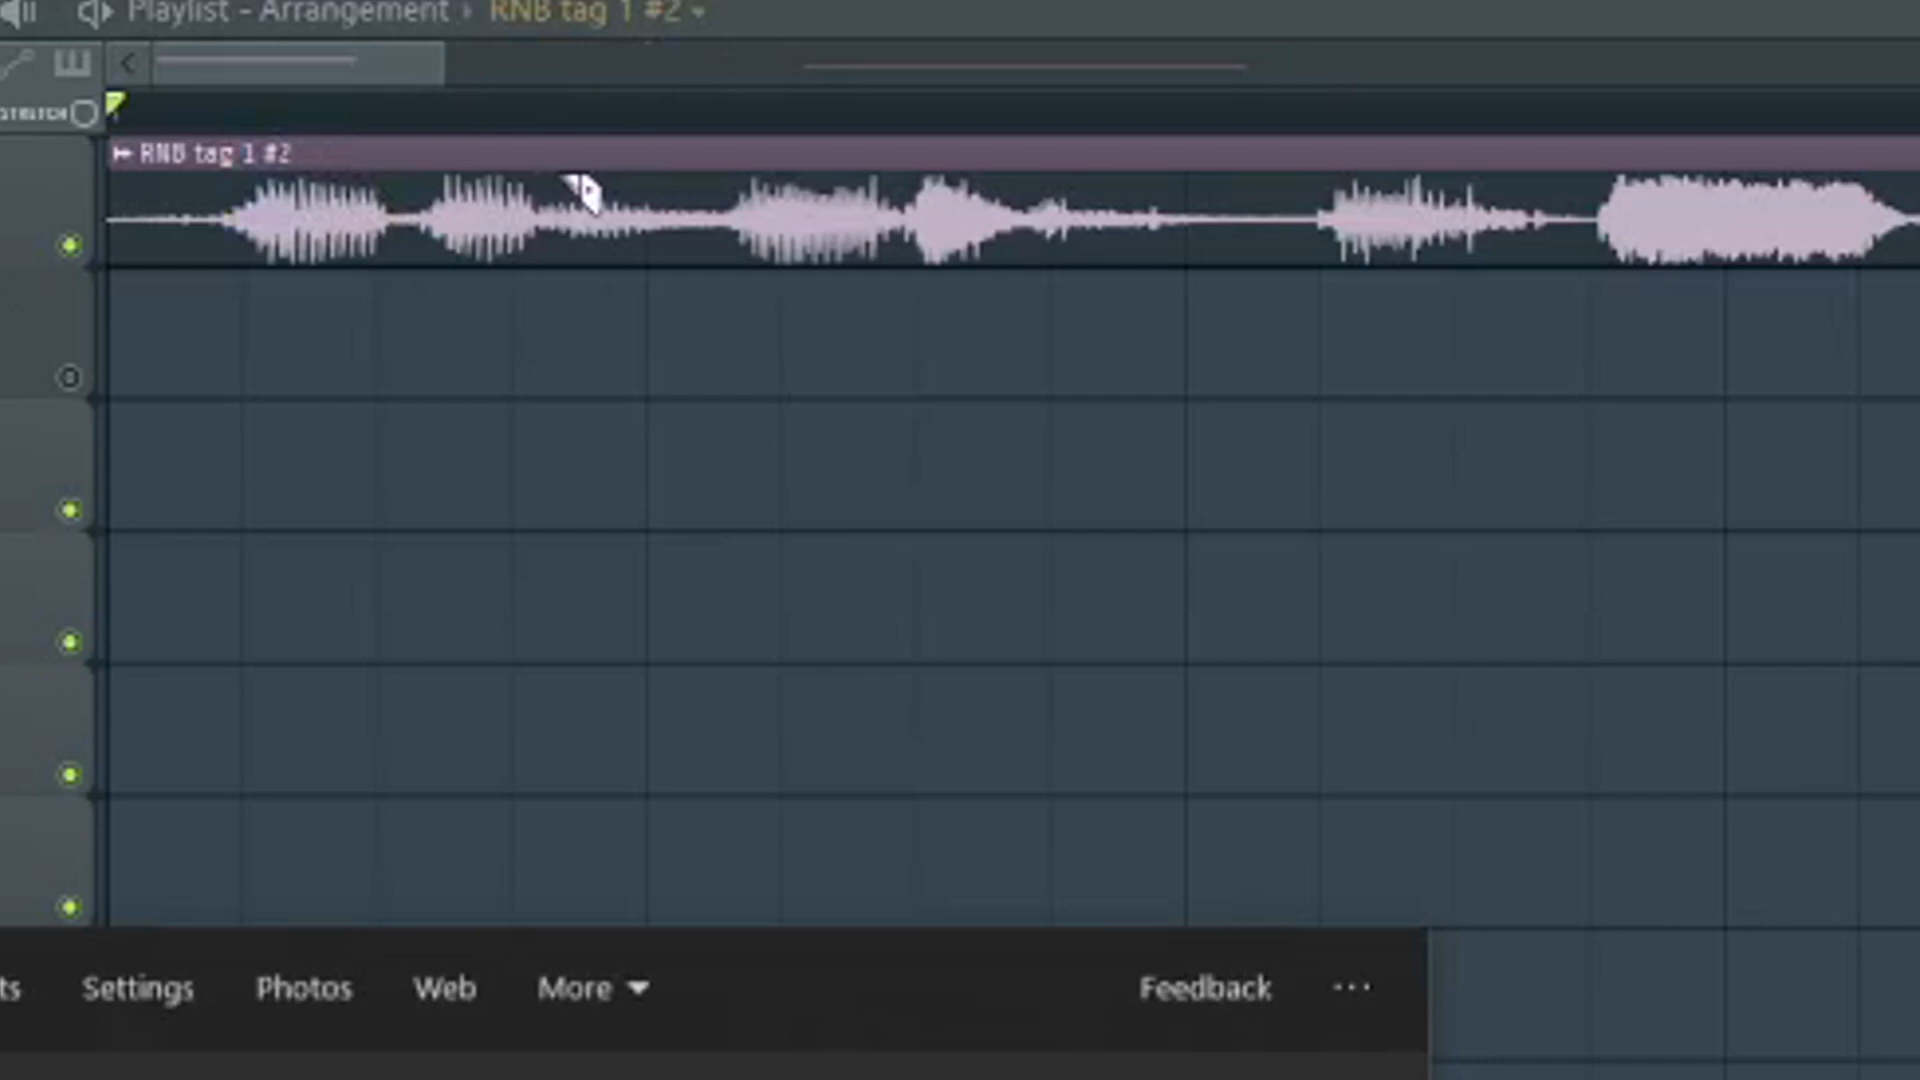 Playlist - Arrangement › RNB tag 1 #2
STRETCH
RNB tag 1 #2
ts Settings Photos Web More Feedback ...